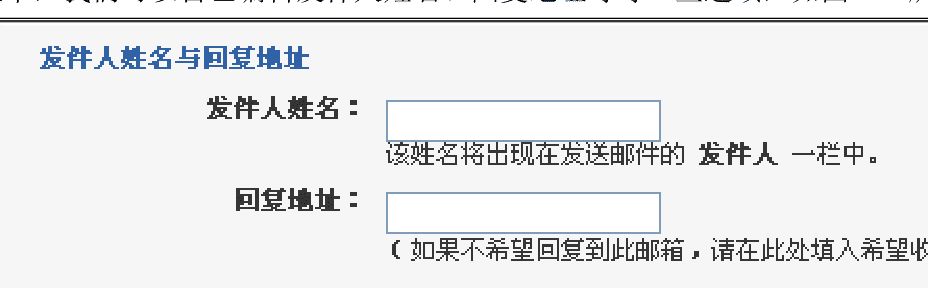 发件人姓名与回复地址
发件人姓名：
该姓名将出现在发送邮件的 发件人 一栏中。
回复地址：
（如果不希望回复到此邮箱，请在此处填入希望收